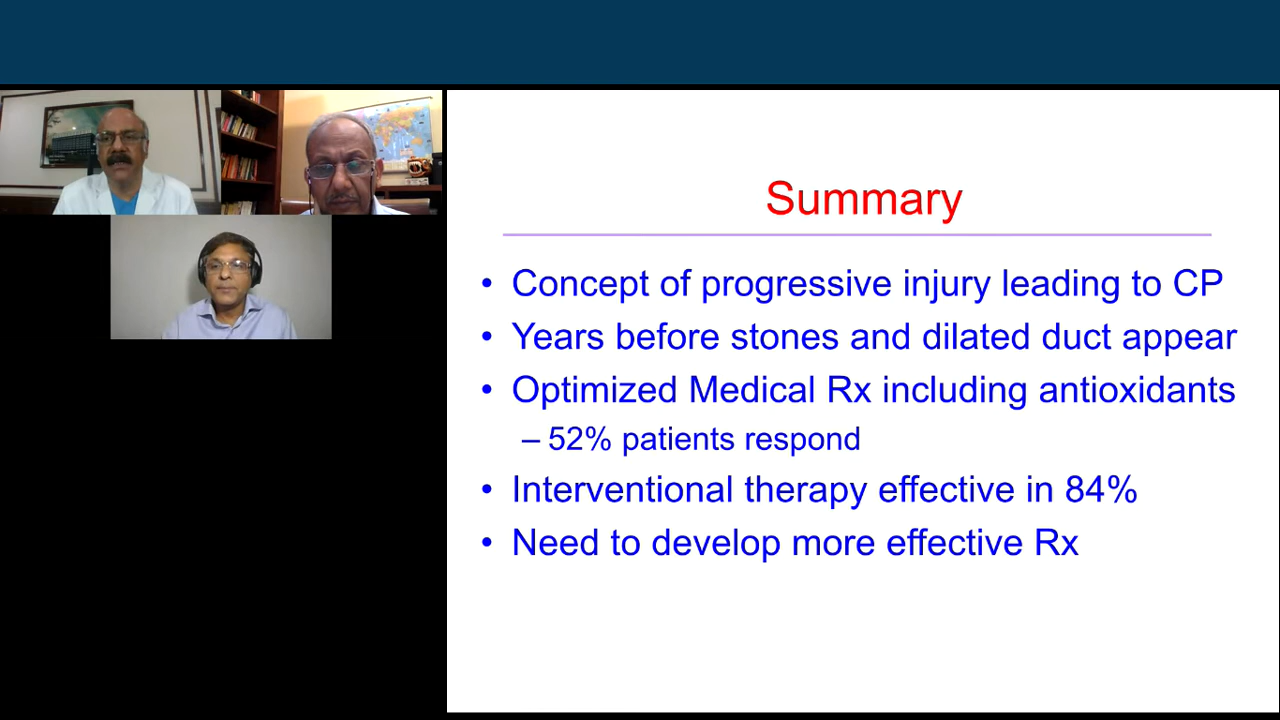 Summary
• Concept of progressive injury leading to CP
• Years before stones and dilated duct appear
• Optimized Medical Rx including antioxidants
– 52% patients respond
• Interventional therapy effective in 84%
• Need to develop more effective Rx